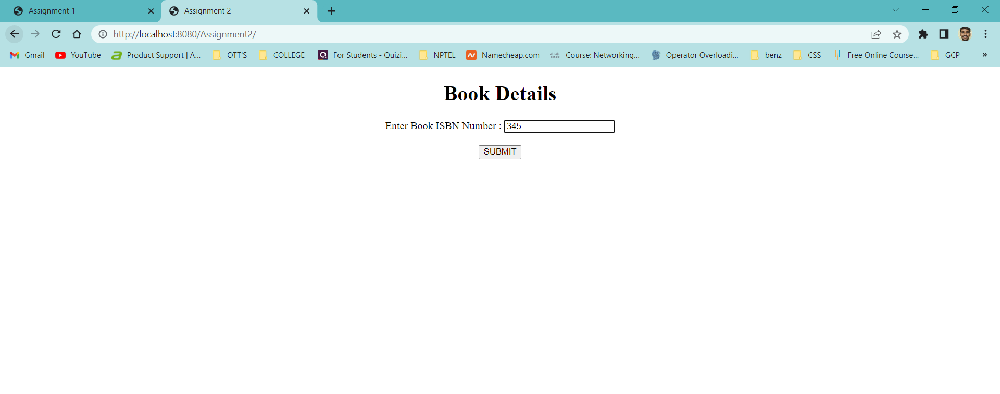 Assignment 1
Assignment 2
http://localhost:8080/Assignment2/
Gmail YouTube Product Support | A... OTT'S COLLEGE For Students - Quizi... NPTEL Namecheap.com Course: Networking... Operator Overloadi... benz CSS Free Online Course... GCP »
Book Details
Enter Book ISBN Number : 345
SUBMIT